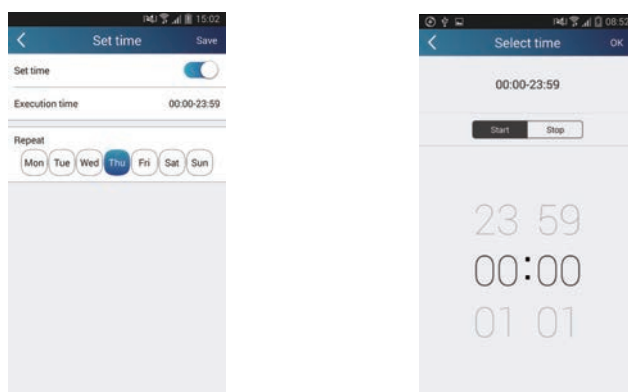 15:02
Set time Save
Set time
Execution time 00:00-23:59
Repeat
Mon Tue Wed Thu Fri Sat Sun
08:52
Select time OK
00:00-23:59
Start Stop
23 59
00:00
01 01